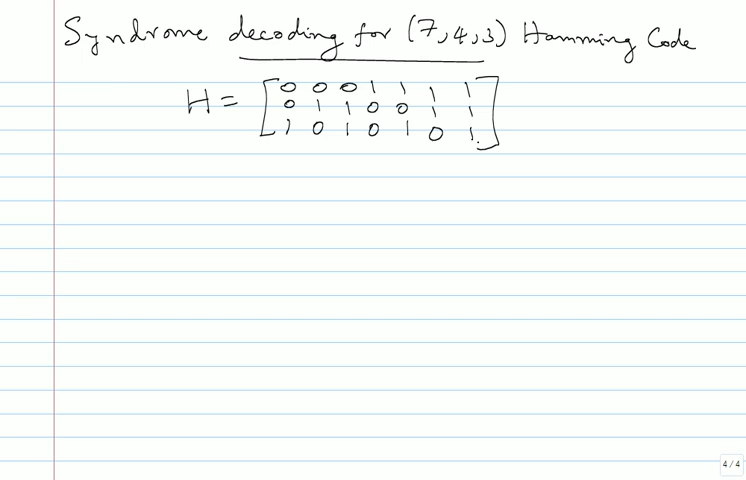 Syndrome decoding for (7,4,3) Hamming Code
H = [0 0 0 1 1 1 1
0 1 1 0 0 1 1
1 0 1 0 1 0 1]
4 / 4